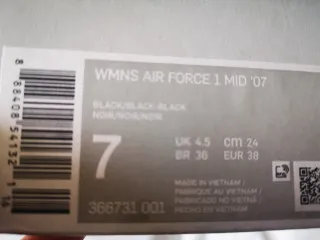 WMNS AIR FORCE 1 MID '07
BLACK/BLACK-BLACK
NOIR/NOIR/NOIR
7
UK 4.5 cm 24
BR 36 EUR 38
MADE IN VIETNAM /
FABRIQUÉ AU VIETNAM /
FABRICADO NO VIETNÃ /
HECHO EN VIETNAM
366731 001